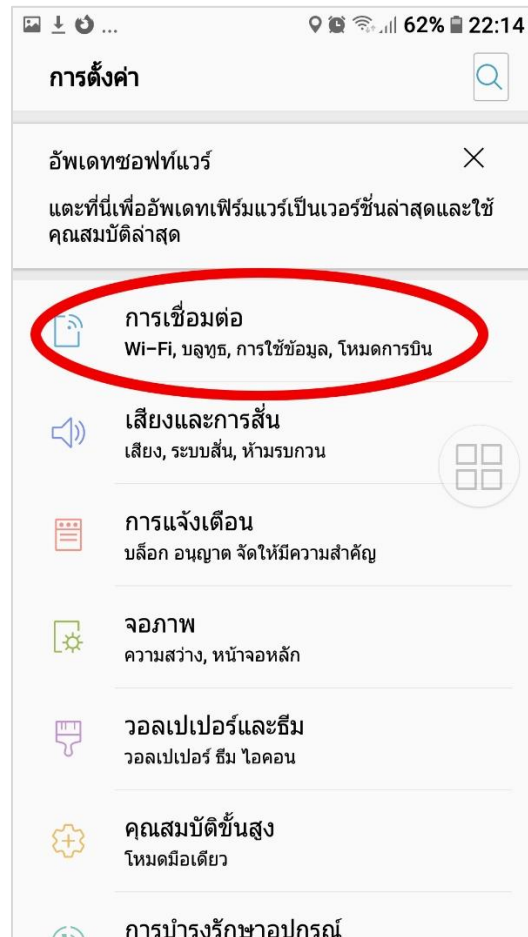 ... 62% 22:14
การตั้งค่า
อัพเดทซอฟท์แวร์
แตะที่นี่เพื่ออัพเดทเฟิร์มแวร์เป็นเวอร์ชั่นล่าสุดและใช้
คุณสมบัติล่าสุด
การเชื่อมต่อ
Wi-Fi, บลูทูธ, การใช้ข้อมูล, โหมดการบิน
เสียงและการสั่น
เสียง, ระบบสั่น, ห้ามรบกวน
การแจ้งเตือน
บล็อก อนุญาต จัดให้มีความสำคัญ
จอภาพ
ความสว่าง, หน้าจอหลัก
วอลเปเปอร์และธีม
วอลเปเปอร์ ธีม ไอคอน
คุณสมบัติขั้นสูง
โหมดมือเดียว
การบำรุงรักษาอุปกรณ์